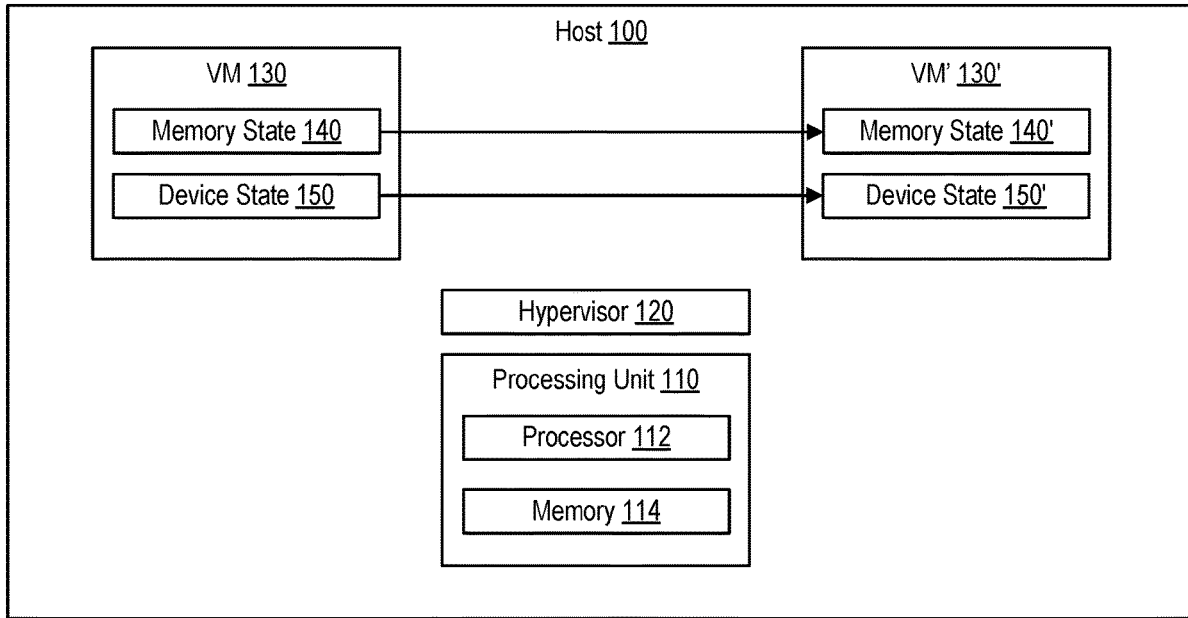 Host 100
VM 130
VM’ 130'
Memory State 140
Memory State 140'
Device State 150
Device State 150'
Hypervisor 120
Processing Unit 110
Processor 112
Memory 114